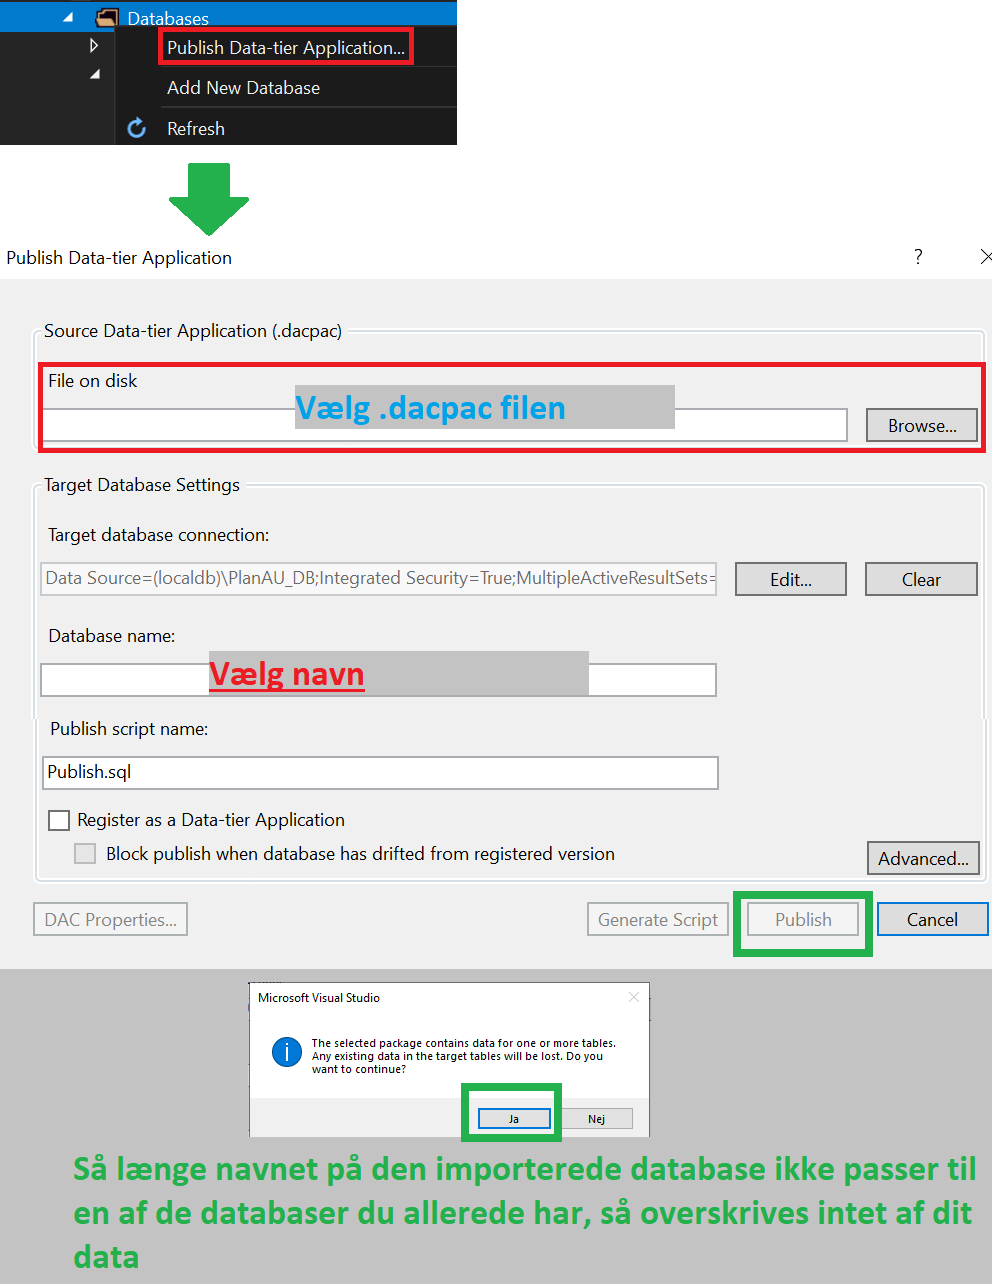 Databases
Publish Data-tier Application...
Add New Database
Refresh
Publish Data-tier Application
?
Source Data-tier Application (.dacpac)
File on disk
Vælg .dacpac filen
Browse...
Target Database Settings
Target database connection:
Data Source=(localdb)\PlanAU_DB;Integrated Security=True;MultipleActiveResultSets=
Edit...
Clear
Database name:
Vælg navn
Publish script name:
Publish.sql
Register as a Data-tier Application
Block publish when database has drifted from registered version
Advanced...
DAC Properties...
Generate Script
Publish
Cancel
Microsoft Visual Studio
The selected package contains data for one or more tables.
Any existing data in the target tables will be lost. Do you
want to continue?
Ja
Nej
Så længe navnet på den importerede database ikke passer til
en af de databaser du allerede har, så overskrives intet af dit
data